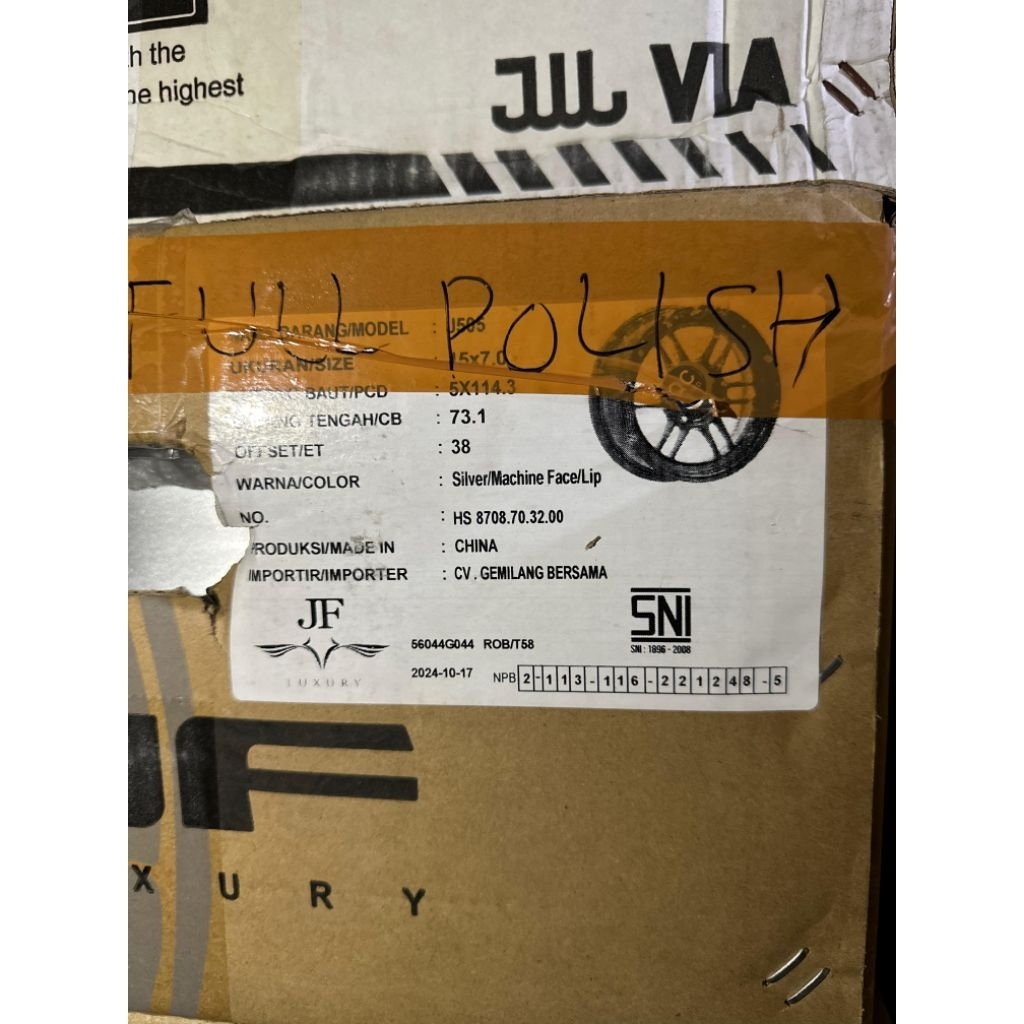 the
highest
JWL VIA
FULL POLISH
BARANG/MODEL : J505
UKURAN/SIZE : 15x7.0
BAUT/PCD : 5X114.3
TENGAH/CB : 73.1
OFFSET/ET : 38
WARNA/COLOR : Silver/Machine Face/Lip
NO. : HS 8708.70.32.00
PRODUKSI/MADE IN : CHINA
IMPORTIR/IMPORTER : CV . GEMILANG BERSAMA
JF
LUXURY
SNI
SNI : 1896 - 2008
56044G044 ROB/T58
2024-10-17 NPB 2-113-116-221248-5
JF
XURY